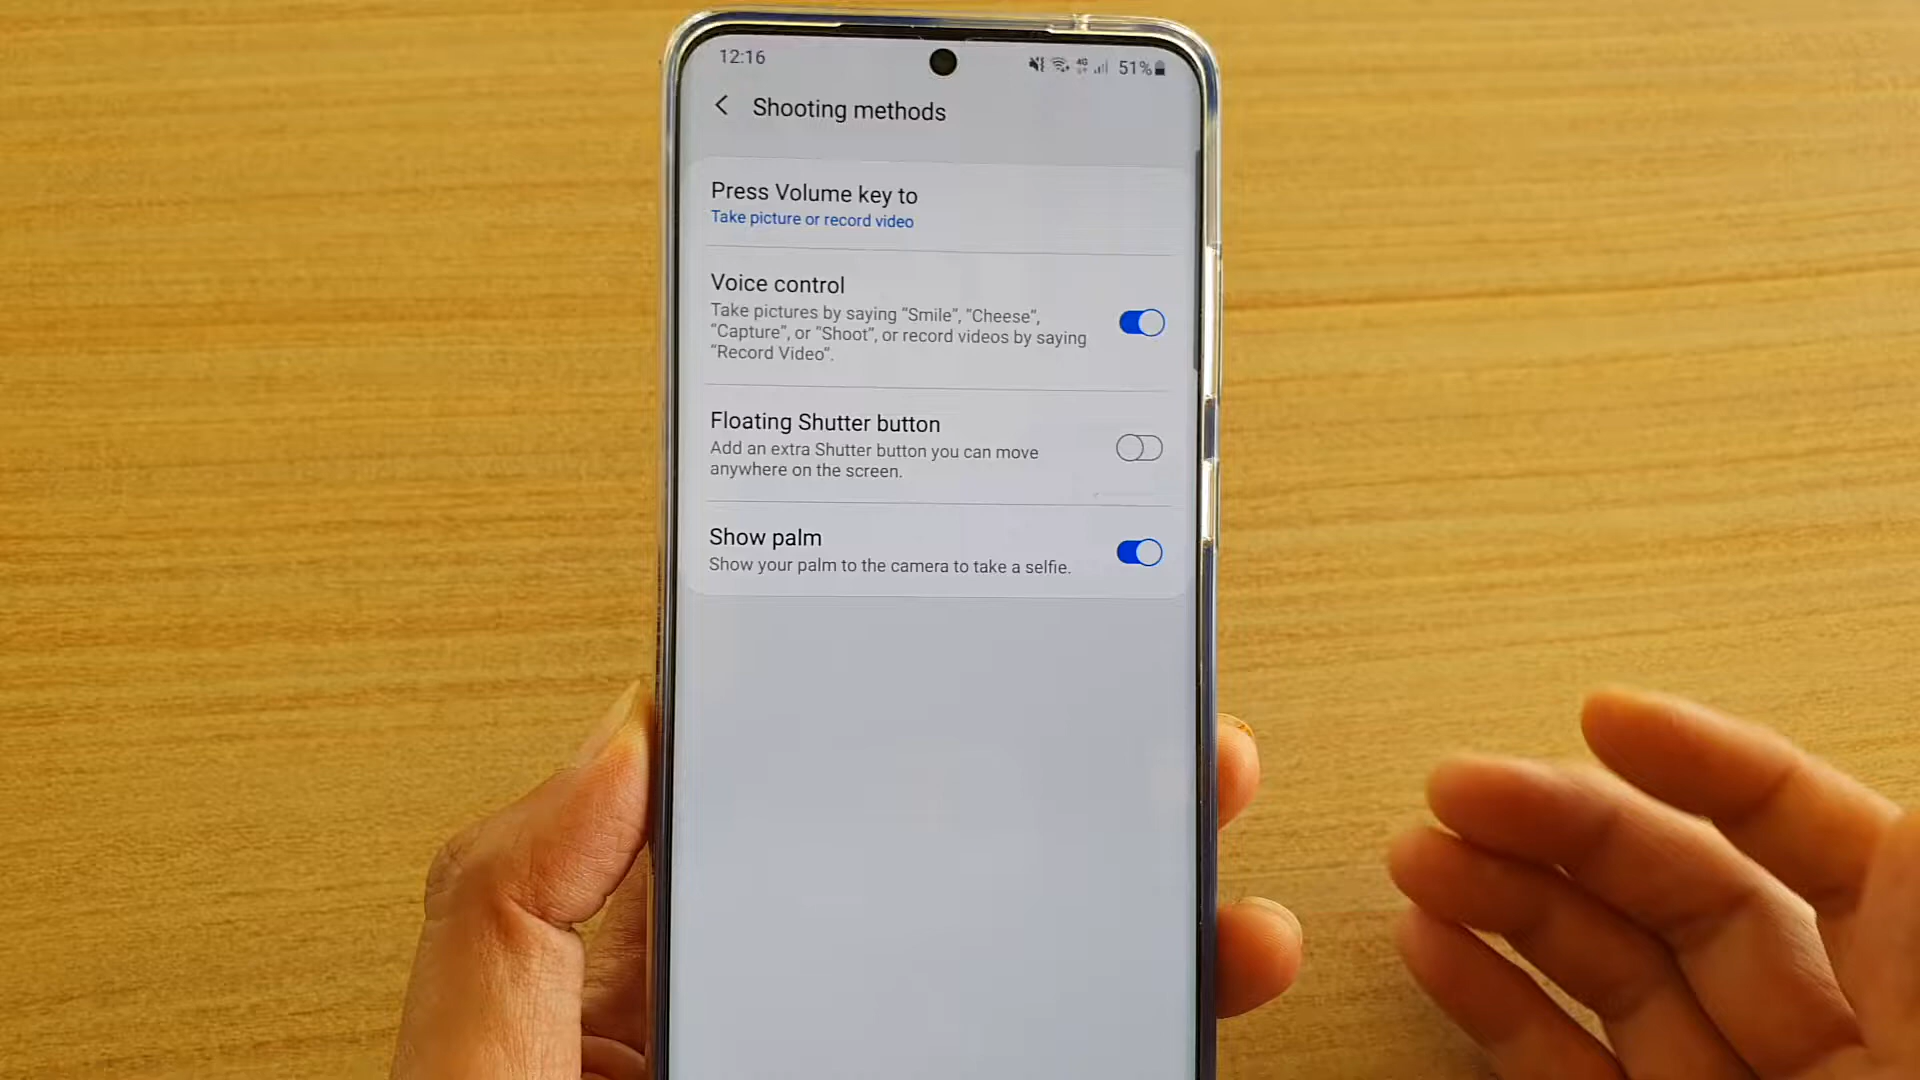 12:16
4G 51%
Shooting methods
Press Volume key to
Take picture or record video
Voice control
Take pictures by saying “Smile”, “Cheese”,
“Capture”, or “Shoot”, or record videos by saying
“Record Video”.
Floating Shutter button
Add an extra Shutter button you can move
anywhere on the screen.
Show palm
Show your palm to the camera to take a selfie.